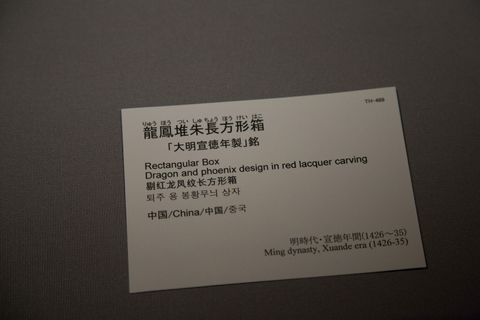 TH-469
りゅう ほう つい しゅ ちょう ほう けい はこ
龍鳳堆朱長方形箱
「大明宣徳年製」銘
Rectangular Box
Dragon and phoenix design in red lacquer carving
剔红龙凤纹长方形箱
퇴주 용 봉황무늬 상자
中国/China/中国/중국
明時代・宣徳年間(1426〜35)
Ming dynasty, Xuande era (1426-35)